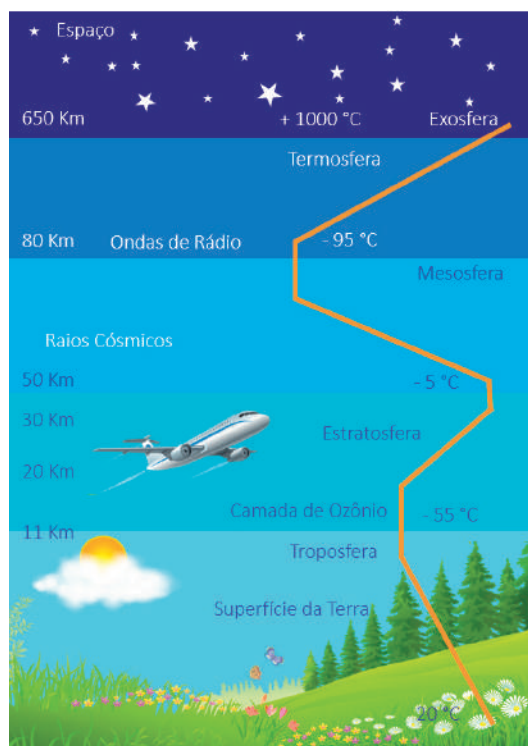 Espaço
650 Km + 1000 °C Exosfera
Termosfera
80 Km Ondas de Rádio - 95 °C
Mesosfera
Raios Cósmicos
50 Km - 5 °C
30 Km
Estratosfera
20 Km
Camada de Ozônio - 55 °C
11 Km
Troposfera
Superfície da Terra
20 °C